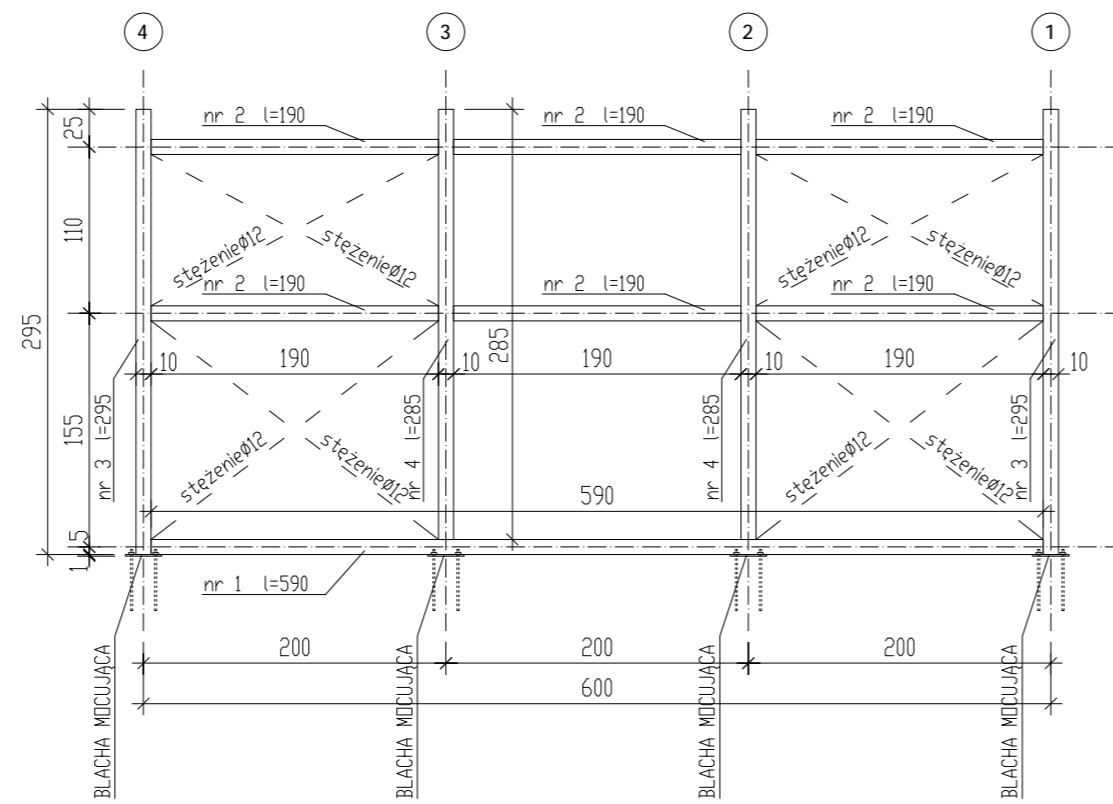 4 3 2 1
nr 2 l=190 nr 2 l=190 nr 2 l=190
25
110
stężenieø12 stężenieø12 stężenieø12 stężenieø12
nr 2 l=190 nr 2 l=190 nr 2 l=190
295
285
10 190 10 190 10 190 10
155
nr 3 l=295
nr 4 l=285
nr 4 l=285
nr 3 l=295
stężenieø12 stężenieø12 stężenieø12 stężenieø12
590
5
1
nr 1 l=590
200 200 200
600
BLACHA MOCUJĄCA
BLACHA MOCUJĄCA
BLACHA MOCUJĄCA
BLACHA MOCUJĄCA